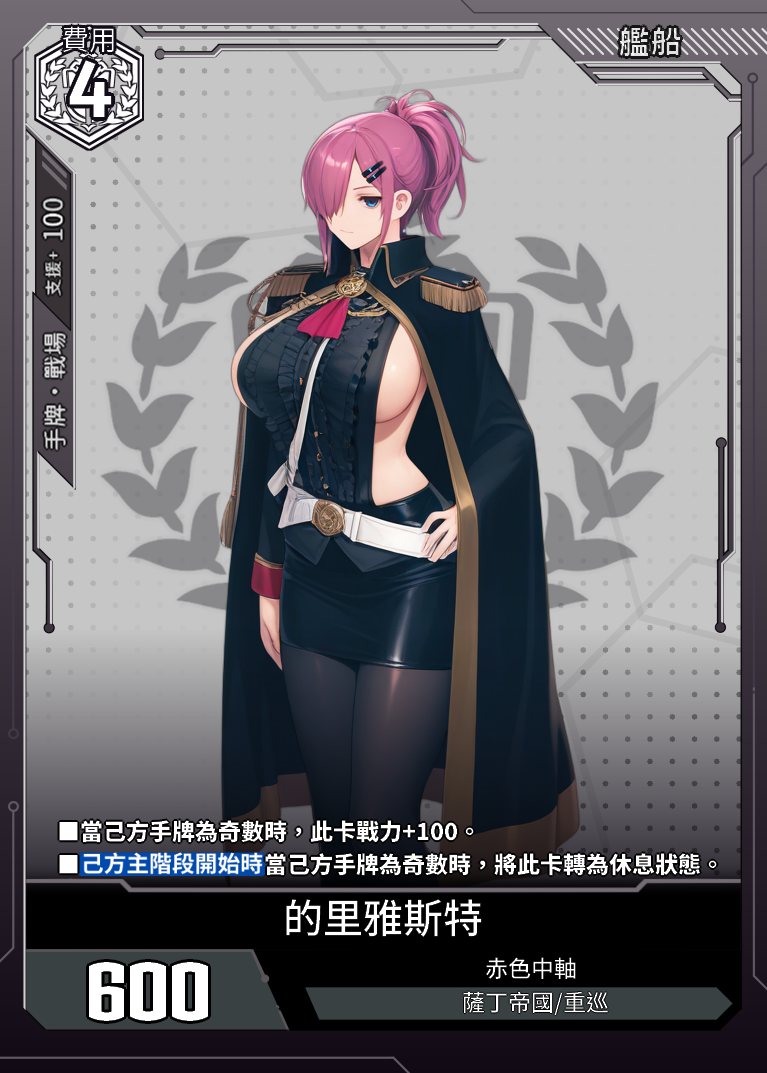 費用
4
艦船
支援+ 100
手牌・戰場
■當己方手牌為奇數時，此卡戰力+100。
■己方主階段開始時當己方手牌為奇數時，將此卡轉為休息狀態。
的里雅斯特
600
赤色中軸
薩丁帝國/重巡